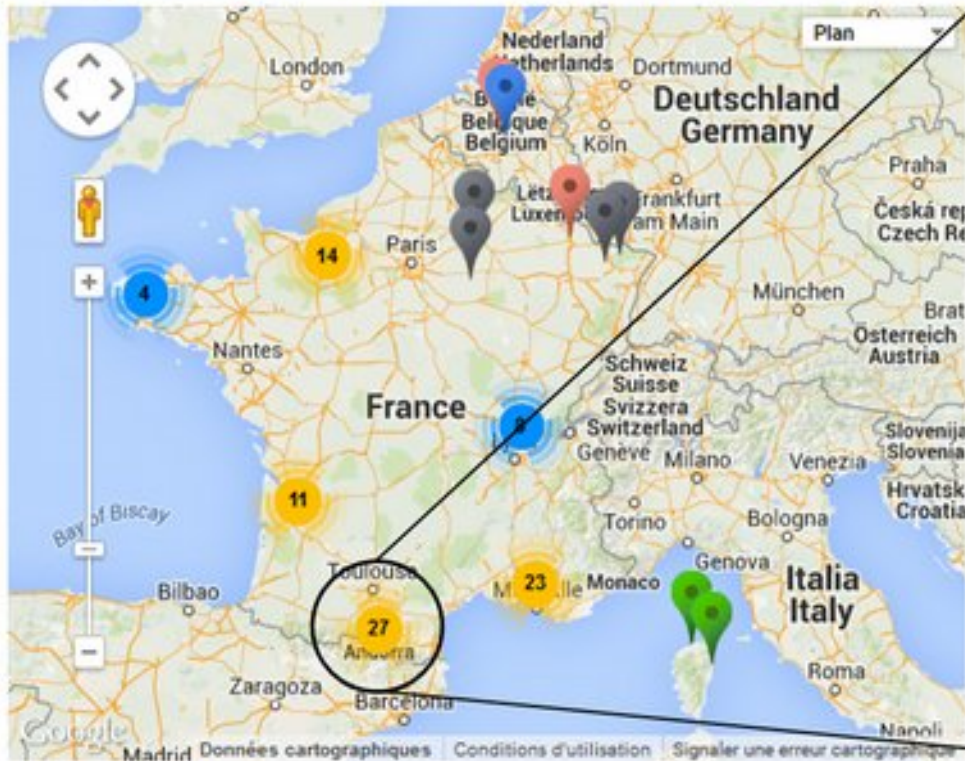 Plan
Nederland
Netherlands
London
Dortmund
België
Belgique
Belgium
Deutschland
Germany
Köln
Praha
Frankfurt
am Main
Česká rep
Czech Re
14
Paris
4
München
Nantes
Österreich
Austria
Schweiz
Suisse
Svizzera
Switzerland
France
Genève
Milano
Venezia
Slovenija
Slovenia
Hrvatsk
Croatia
11
Bay of Biscay
Torino
Bologna
Genova
Toulouse
23
Monaco
Italia
Italy
Bilbao
27
Andorra
Roma
Zaragoza
Barcelona
Google
Napoli
Madrid
Données cartographiques
Conditions d'utilisation
Signaler une erreur cartographique